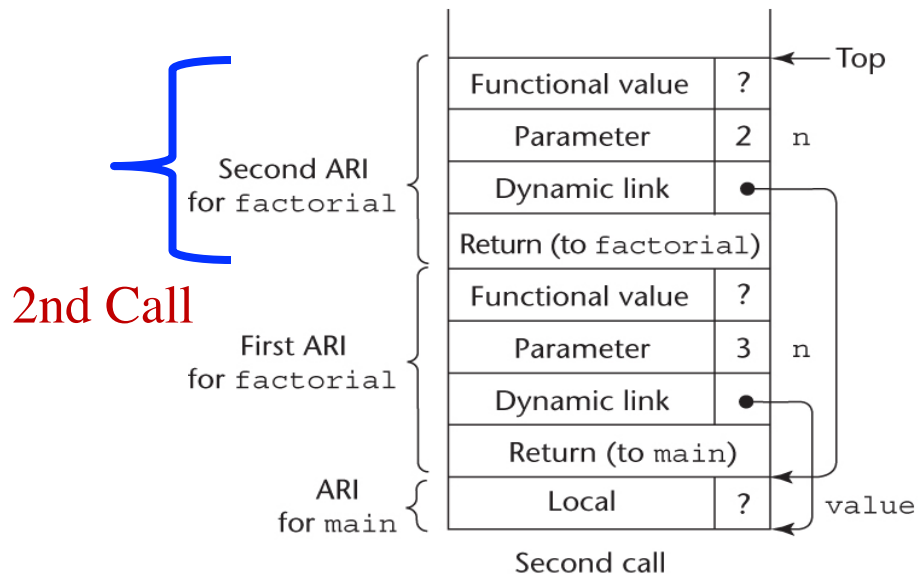 Top
Functional value ?
Parameter 2 n
Second ARI
for factorial
Dynamic link
Return (to factorial)
2nd Call
Functional value ?
First ARI
for factorial
Parameter 3 n
Dynamic link
Return (to main)
ARI
for main
Local ? value
Second call